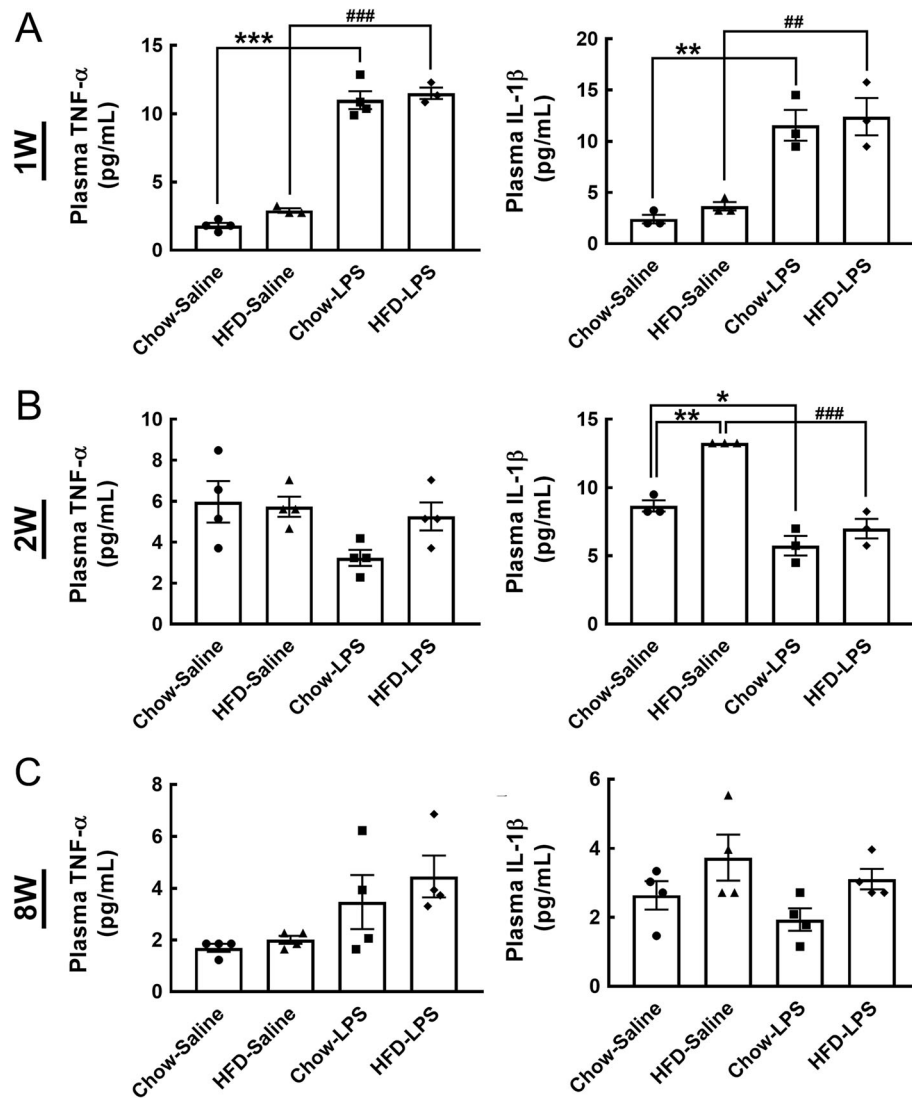 A
1W
Plasma TNF-α
(pg/mL)
15
10
5
0
***
###
Chow-Saline
HFD-Saline
Chow-LPS
HFD-LPS
Plasma IL-1β
(pg/mL)
20
15
10
5
0
**
##
Chow-Saline
HFD-Saline
Chow-LPS
HFD-LPS
B
2W
Plasma TNF-α
(pg/mL)
10
8
6
4
2
0
Chow-Saline
HFD-Saline
Chow-LPS
HFD-LPS
Plasma IL-1β
(pg/mL)
15
10
5
0
*
**
###
Chow-Saline
HFD-Saline
Chow-LPS
HFD-LPS
C
8W
Plasma TNF-α
(pg/mL)
8
6
4
2
0
Chow-Saline
HFD-Saline
Chow-LPS
HFD-LPS
Plasma IL-1β
(pg/mL)
6
4
2
0
Chow-Saline
HFD-Saline
Chow-LPS
HFD-LPS